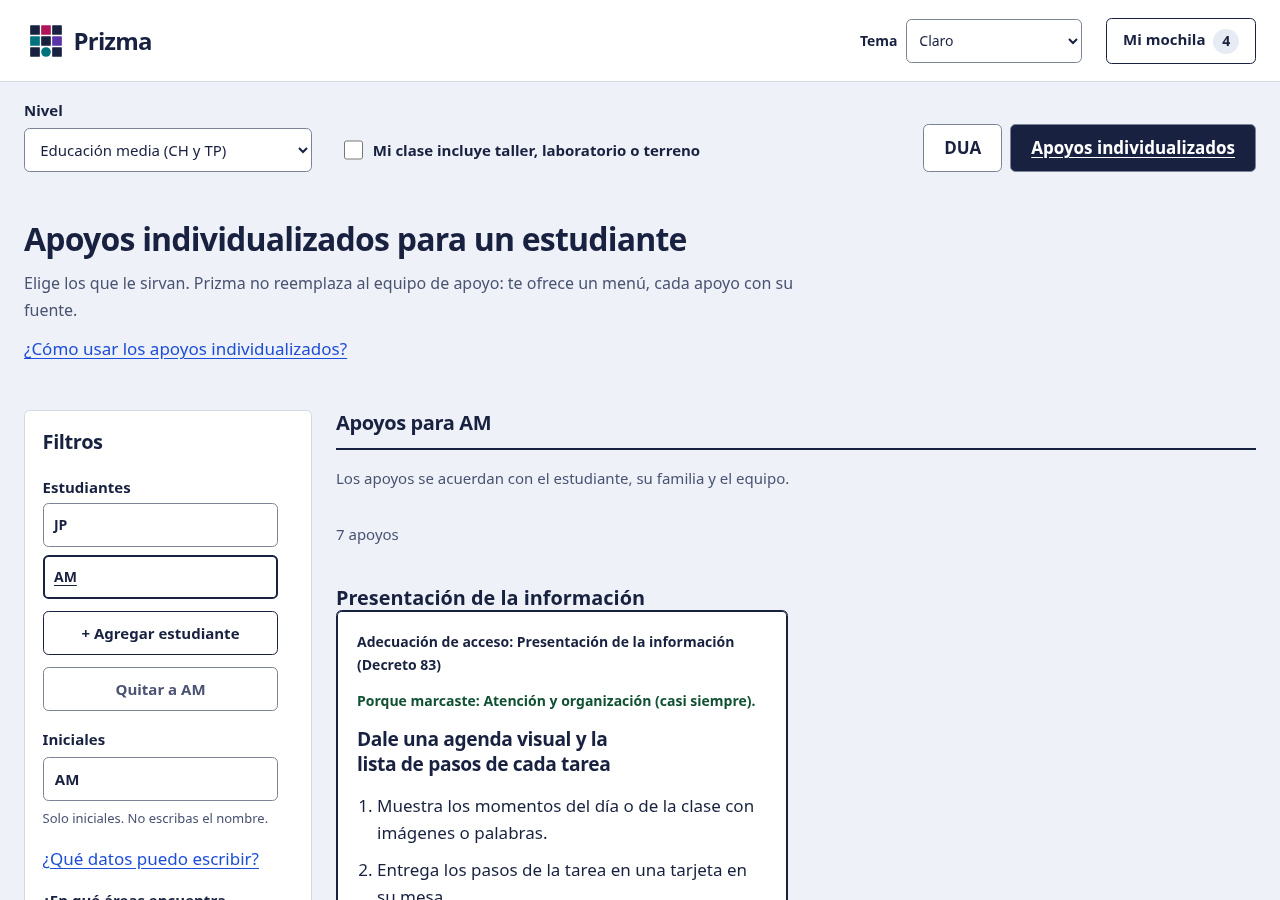 Prizma
Tema
Claro
Mi mochila 4
Nivel
Educación media (CH y TP)
Mi clase incluye taller, laboratorio o terreno
DUA
Apoyos individualizados
Apoyos individualizados para un estudiante
Elige los que le sirvan. Prizma no reemplaza al equipo de apoyo: te ofrece un menú, cada apoyo con su
fuente.
¿Cómo usar los apoyos individualizados?
Filtros
Estudiantes
JP
AM
+ Agregar estudiante
Quitar a AM
Iniciales
AM
Solo iniciales. No escribas el nombre.
¿Qué datos puedo escribir?
¿En qué áreas encuentra
Apoyos para AM
Los apoyos se acuerdan con el estudiante, su familia y el equipo.
7 apoyos
Presentación de la información
Adecuación de acceso: Presentación de la información
(Decreto 83)
Porque marcaste: Atención y organización (casi siempre).
Dale una agenda visual y la
lista de pasos de cada tarea
1. Muestra los momentos del día o de la clase con
imágenes o palabras.
2. Entrega los pasos de la tarea en una tarjeta en
su mesa.